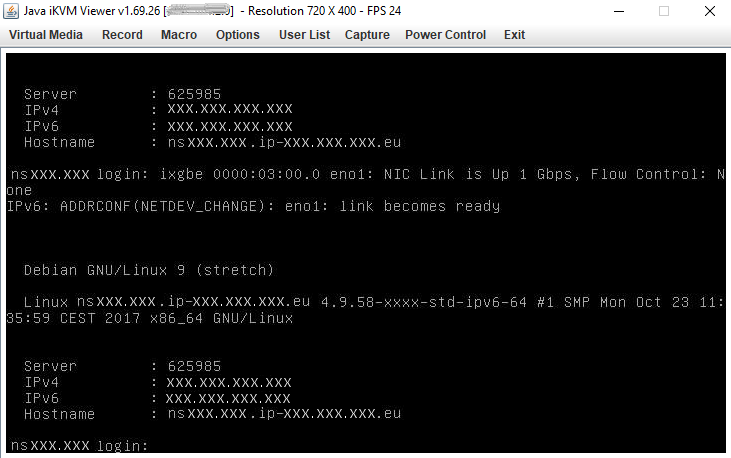 Java iKVM Viewer v1.69.26 [ - Resolution 720 X 400 - FPS 24
Virtual Media Record Macro Options User List Capture Power Control Exit
Server : 625985
IPv4 : XXX.XXX.XXX.XXX
IPv6 : XXX.XXX.XXX.XXX
Hostname : nsXXX.XXX.ip-XXX.XXX.XXX.eu
nsXXX.XXX login: ixgbe 0000:03:00.0 eno1: NIC Link is Up 1 Gbps, Flow Control: N
one
IPv6: ADDRCONF(NETDEV_CHANGE): eno1: link becomes ready
Debian GNU/Linux 9 (stretch)
Linux nsXXX.XXX.ip-XXX.XXX.XXX.eu 4.9.58-xxxx-std-ipv6-64 #1 SMP Mon Oct 23 11:
35:59 CEST 2017 x86_64 GNU/Linux
Server : 625985
IPv4 : XXX.XXX.XXX.XXX
IPv6 : XXX.XXX.XXX.XXX
Hostname : nsXXX.XXX.ip-XXX.XXX.XXX.eu
nsXXX.XXX login: